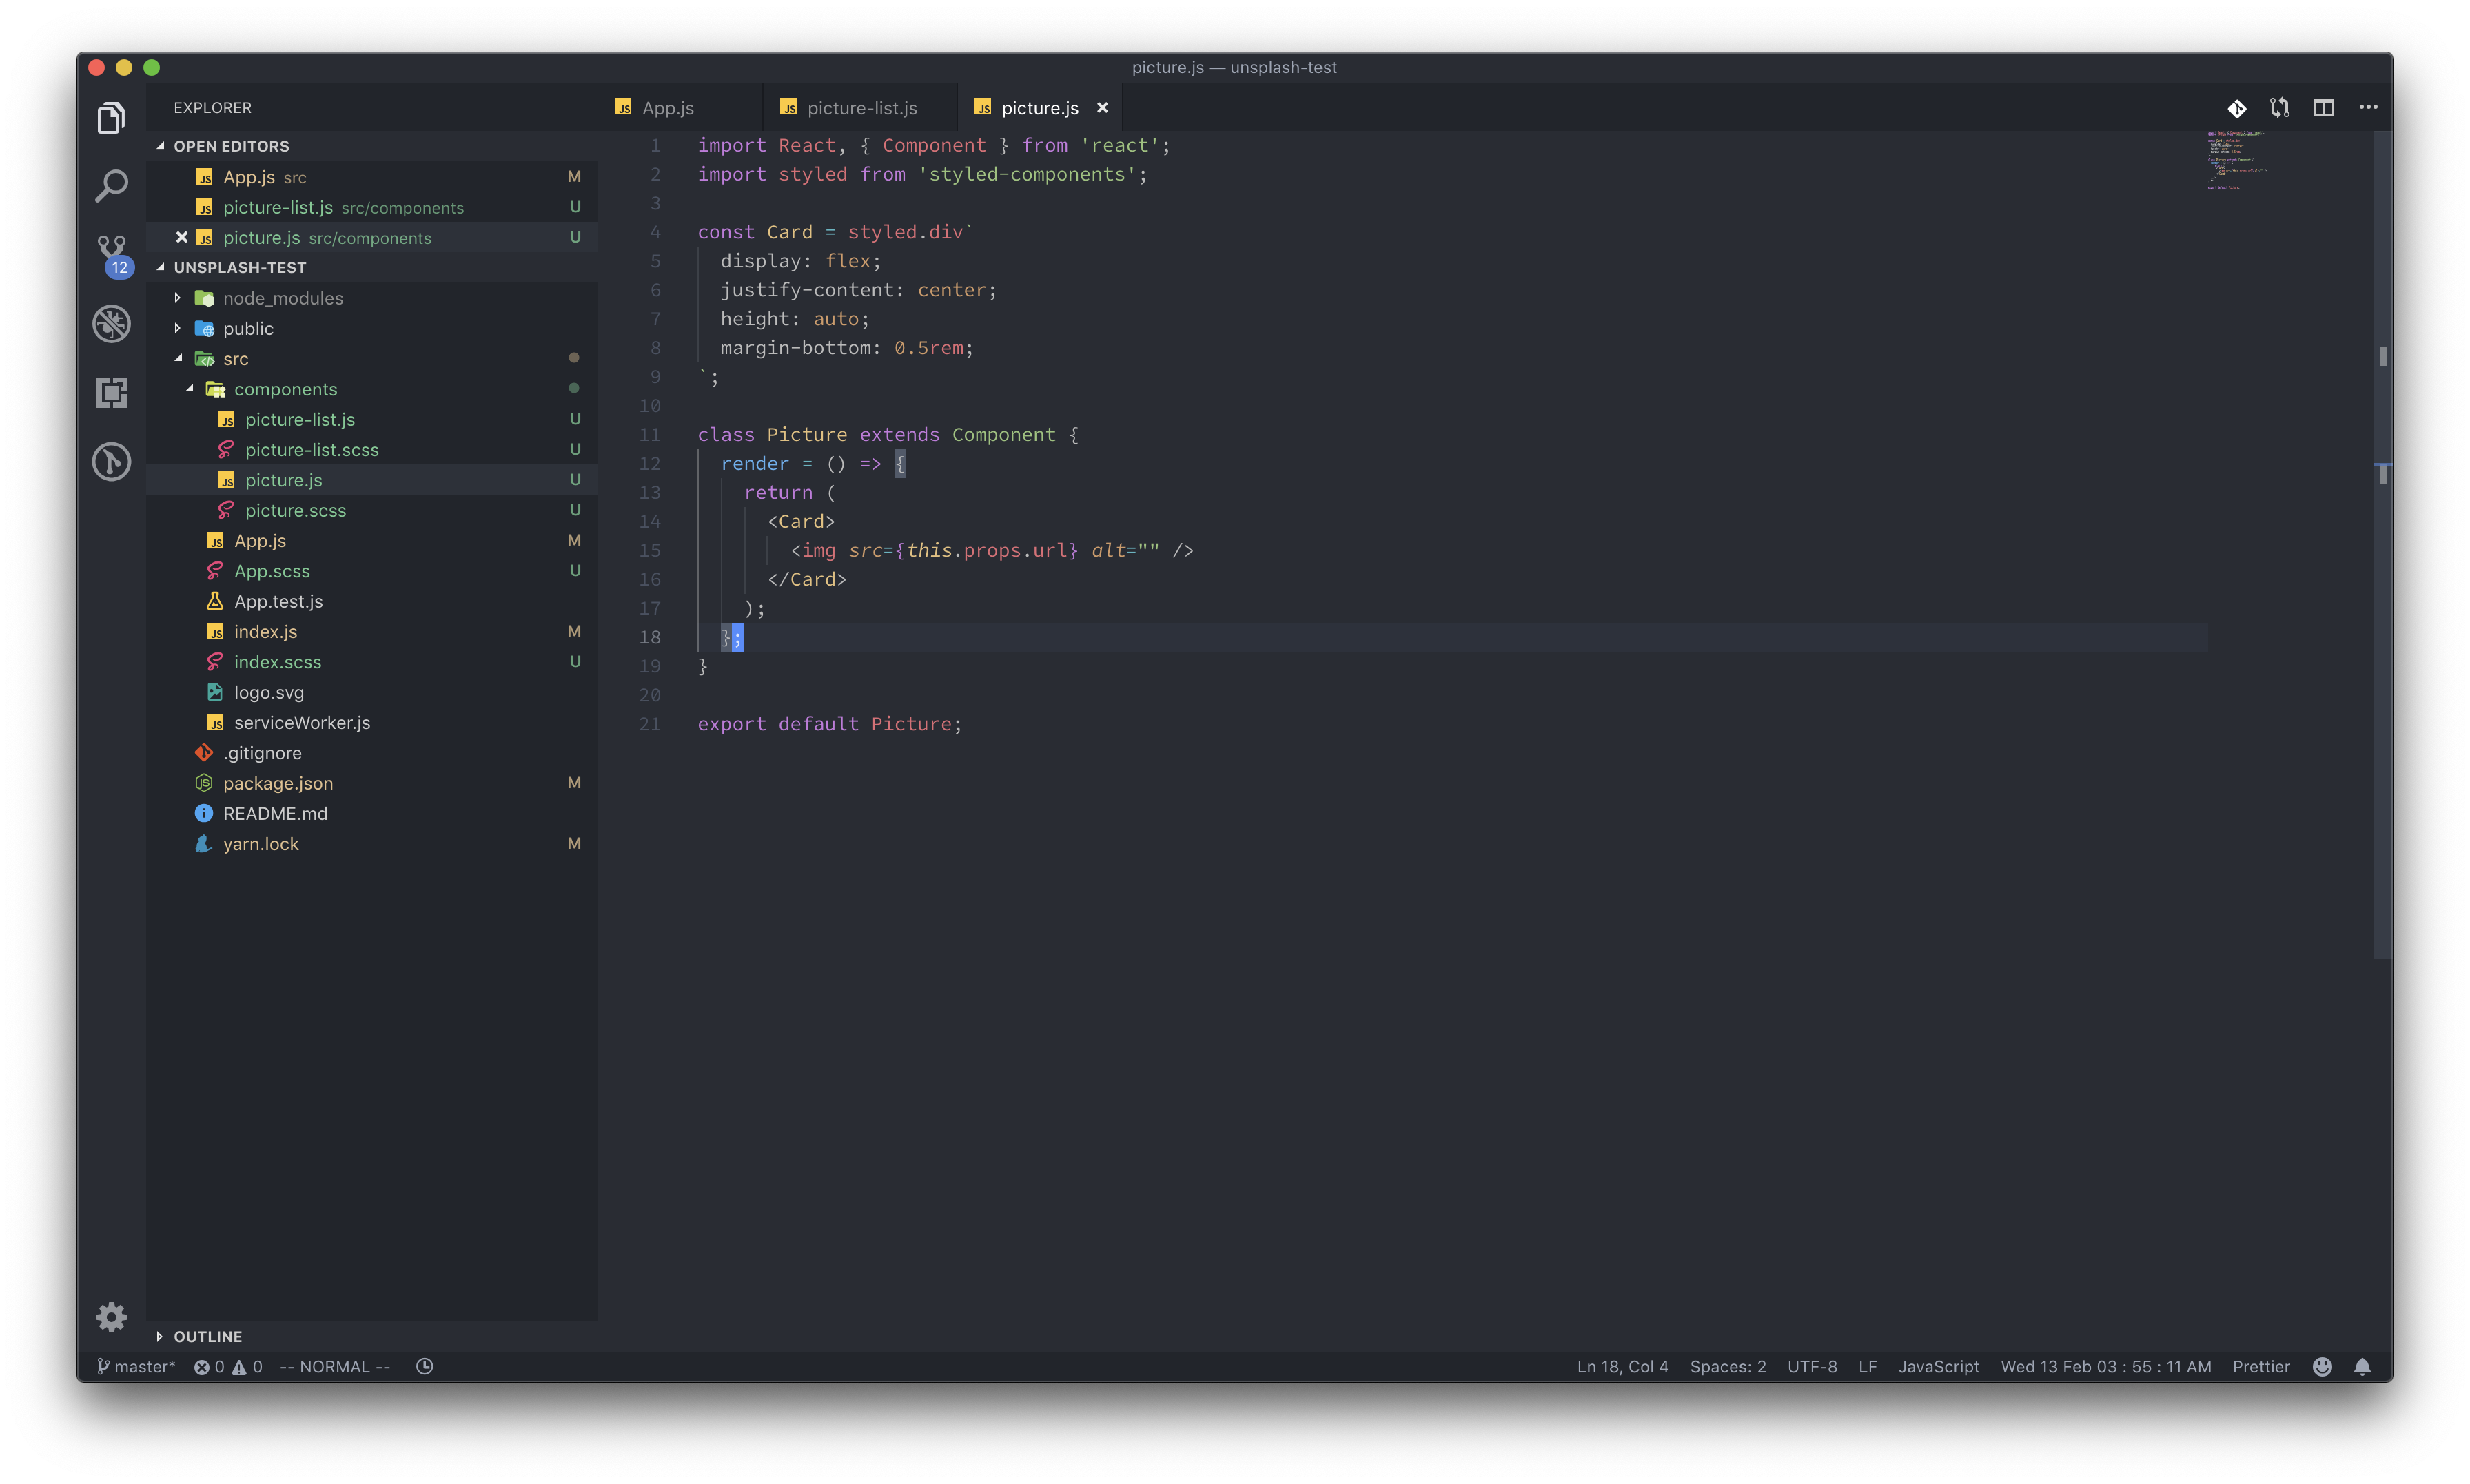 picture.js — unsplash-test
EXPLORER
App.js
picture-list.js
picture.js
OPEN EDITORS
App.js src M
picture-list.js src/components U
picture.js src/components U
12
UNSPLASH-TEST
node_modules
public
src
components
picture-list.js U
picture-list.scss U
picture.js U
picture.scss U
App.js M
App.scss U
App.test.js
index.js M
index.scss U
logo.svg
serviceWorker.js
.gitignore
package.json M
README.md
yarn.lock M
OUTLINE
1 import React, { Component } from 'react';
2 import styled from 'styled-components';
3
4 const Card = styled.div`
5   display: flex;
6   justify-content: center;
7   height: auto;
8   margin-bottom: 0.5rem;
9 `;
10
11 class Picture extends Component {
12   render = () => {
13     return (
14       <Card>
15         <img src={this.props.url} alt="" />
16       </Card>
17     );
18   };
19 }
20
21 export default Picture;
master* 0 0 -- NORMAL -- Ln 18, Col 4 Spaces: 2 UTF-8 LF JavaScript Wed 13 Feb 03 : 55 : 11 AM Prettier